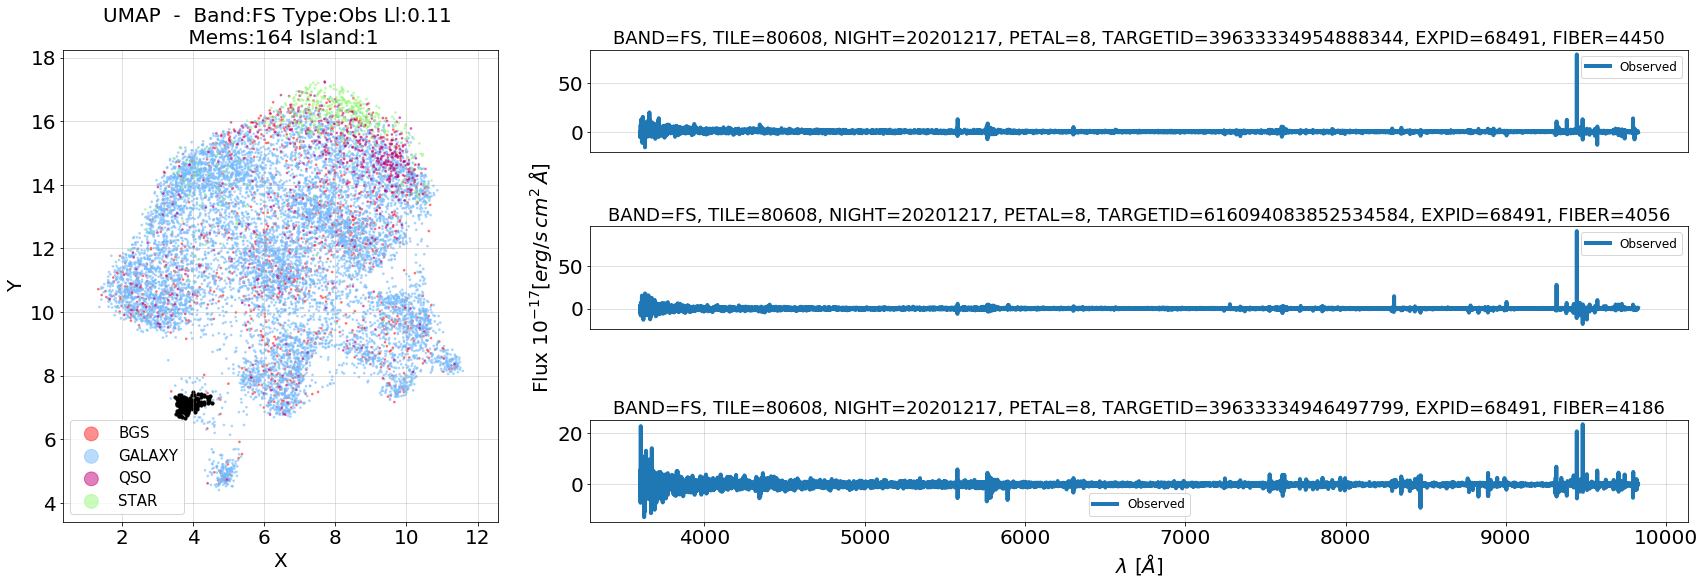 UMAP - Band:FS Type:Obs Ll:0.11
Mems:164 Island:1
18
16
14
12
10
8
6
4
Y
BGS
GALAXY
QSO
STAR
2
4
6
8
10
12
X
BAND=FS, TILE=80608, NIGHT=20201217, PETAL=8, TARGETID=39633334954888344, EXPID=68491, FIBER=4450
50
0
Observed
BAND=FS, TILE=80608, NIGHT=20201217, PETAL=8, TARGETID=616094083852534584, EXPID=68491, FIBER=4056
50
0
Observed
Flux 10⁻¹⁷[erg/s cm² Å]
BAND=FS, TILE=80608, NIGHT=20201217, PETAL=8, TARGETID=39633334946497799, EXPID=68491, FIBER=4186
20
0
Observed
4000
5000
6000
7000
8000
9000
10000
λ [Å]